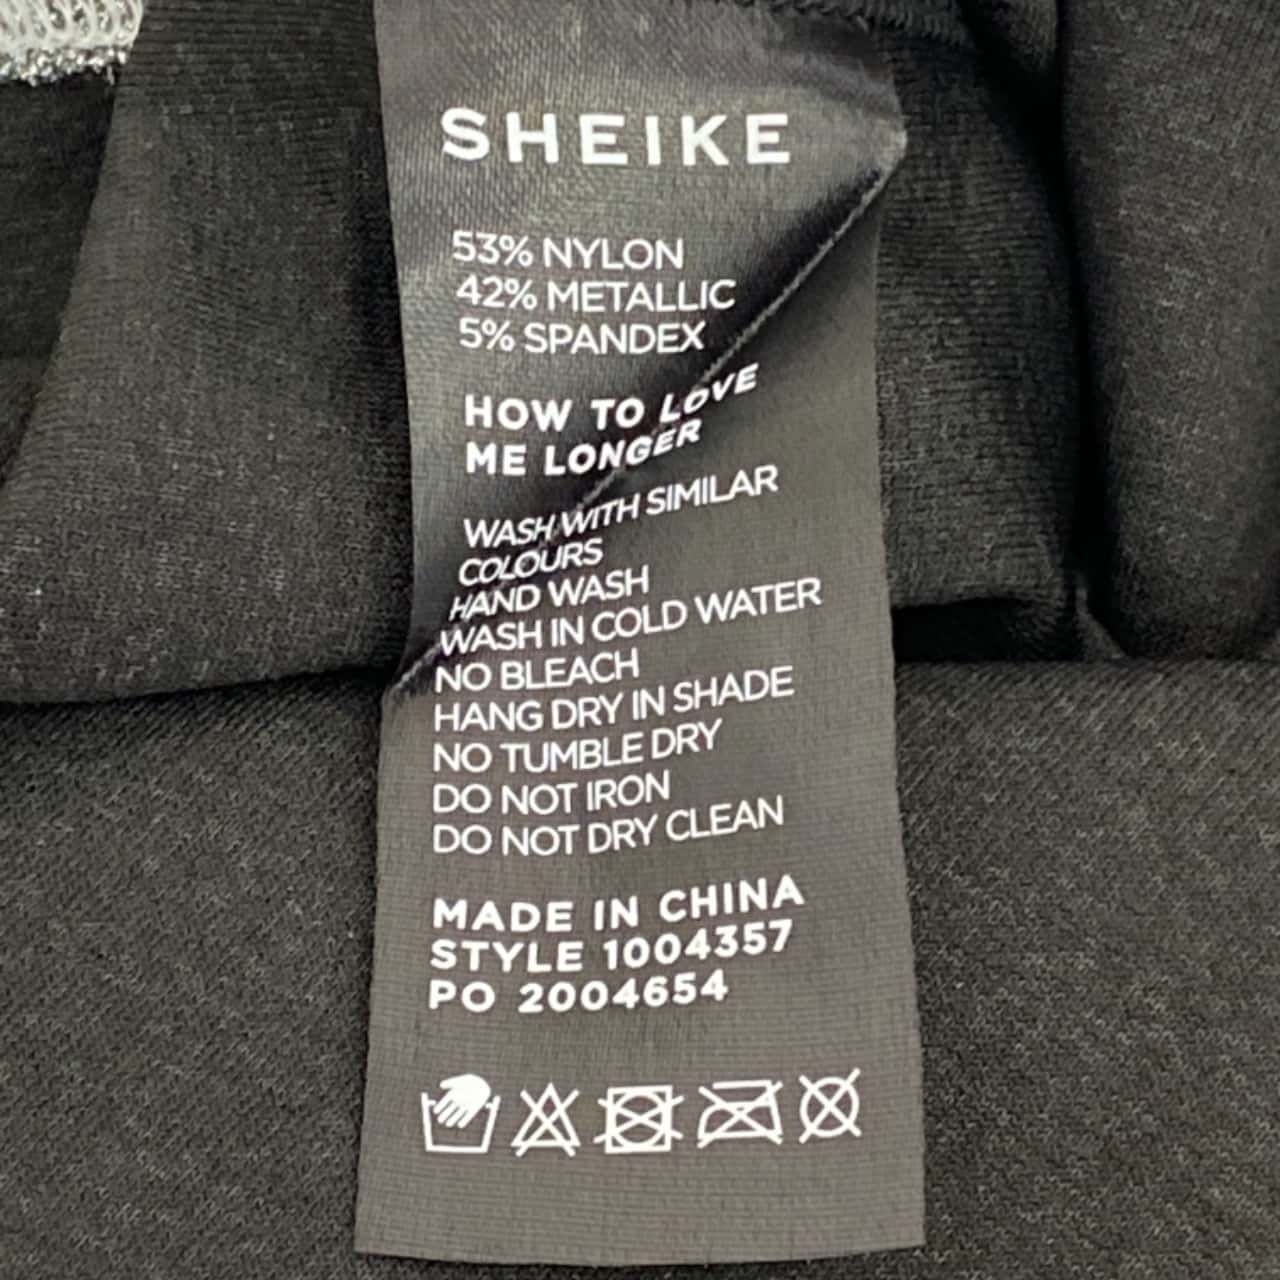 SHEIKE
53% NYLON
42% METALLIC
5% SPANDEX
HOW TO LOVE
ME LONGER
WASH WITH SIMILAR
COLOURS
HAND WASH
WASH IN COLD WATER
NO BLEACH
HANG DRY IN SHADE
NO TUMBLE DRY
DO NOT IRON
DO NOT DRY CLEAN
MADE IN CHINA
STYLE 1004357
PO 2004654